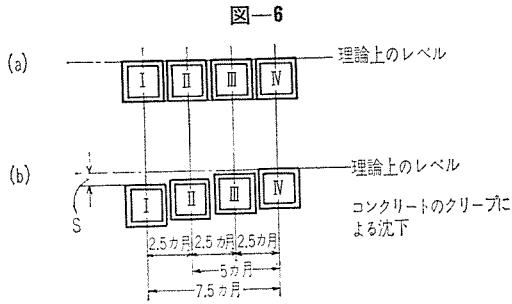 図—6
(a)
理論上のレベル
I II III IV
(b)
理論上のレベル
I II III IV
コンクリートのクリープに
よる沈下
S
2.5カ月 2.5カ月 2.5カ月
5カ月
7.5カ月